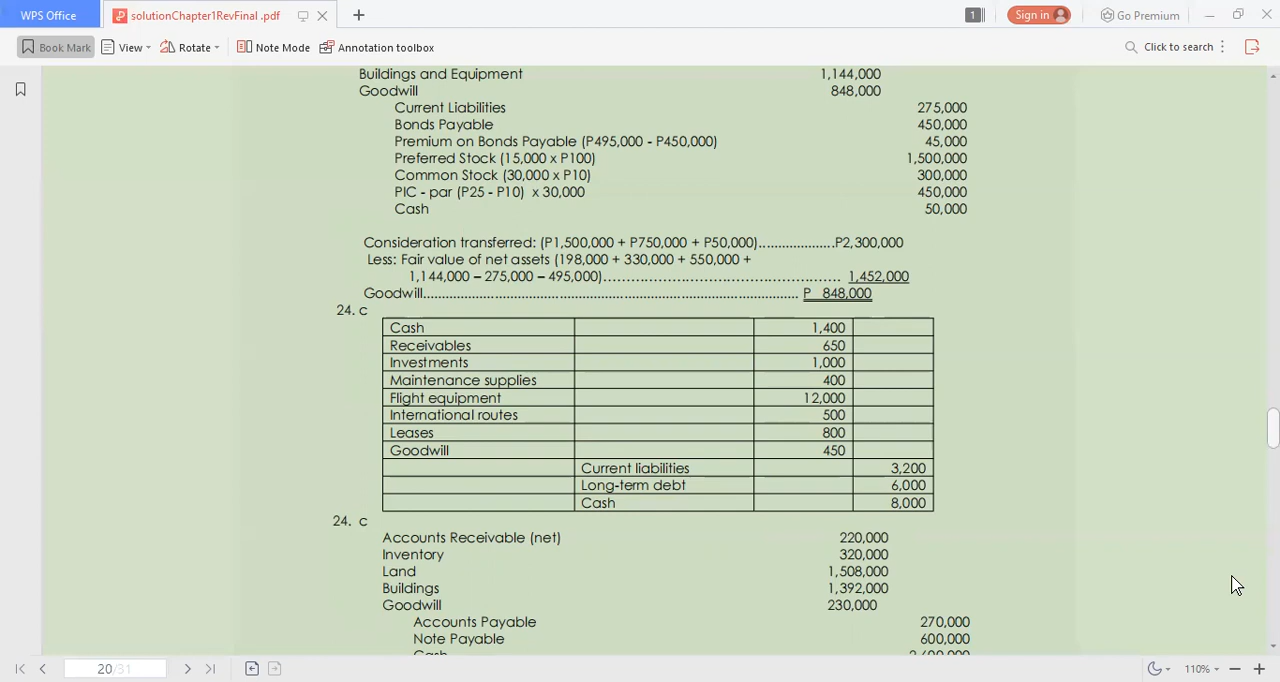 WPS Office
solutionChapter1RevFinal .pdf
1
Sign in
Go Premium
Book Mark
View
Rotate
Note Mode
Annotation toolbox
Click to search
Buildings and Equipment 1,144,000
Goodwill 848,000
Current Liabilities 275,000
Bonds Payable 450,000
Premium on Bonds Payable (P495,000 - P450,000) 45,000
Preferred Stock (15,000 x P100) 1,500,000
Common Stock (30,000 x P10) 300,000
PIC - par (P25 - P10) x 30,000 450,000
Cash 50,000
Consideration transferred: (P1,500,000 + P750,000 + P50,000)...................P2,300,000
Less: Fair value of net assets (198,000 + 330,000 + 550,000 +
1,144,000 – 275,000 – 495,000)............................................................ 1,452,000
Goodwill......................................................................................... P 848,000
24. c
Cash 1,400
Receivables 650
Investments 1,000
Maintenance supplies 400
Flight equipment 12,000
International routes 500
Leases 800
Goodwill 450
Current liabilities 3,200
Long-term debt 6,000
Cash 8,000
24. c
Accounts Receivable (net) 220,000
Inventory 320,000
Land 1,508,000
Buildings 1,392,000
Goodwill 230,000
Accounts Payable 270,000
Note Payable 600,000
Cash
20/31
110%